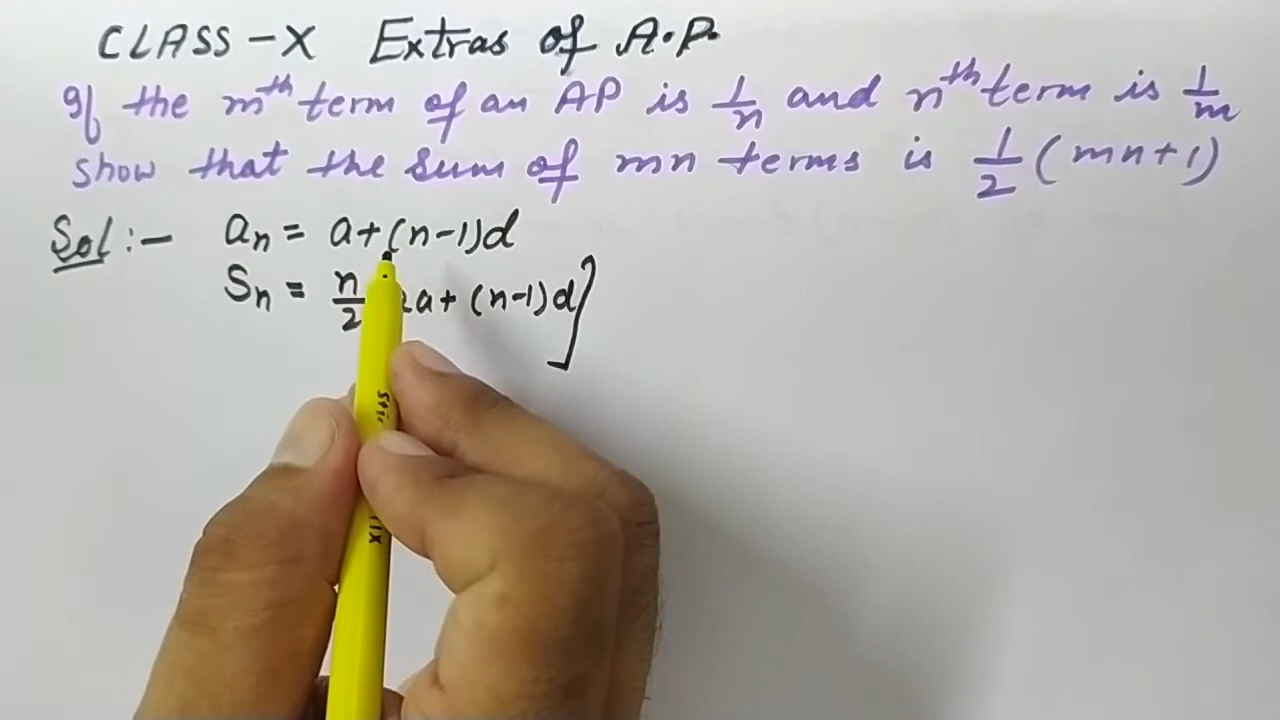 CLASS-X Extras of A.P.
If the mth term of an AP is 1/n and nth term is 1/m
show that the sum of mn terms is 1/2 (mn+1)
Sol:- an = a+(n-1)d
Sn = n/2 2a+(n-1)d]